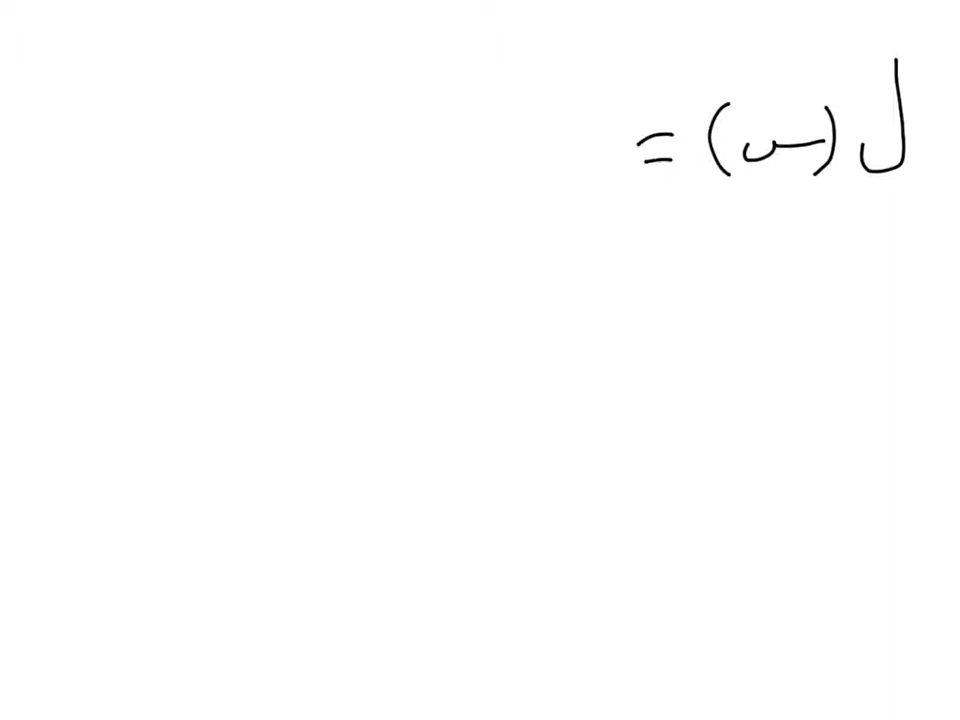 ل (س) =